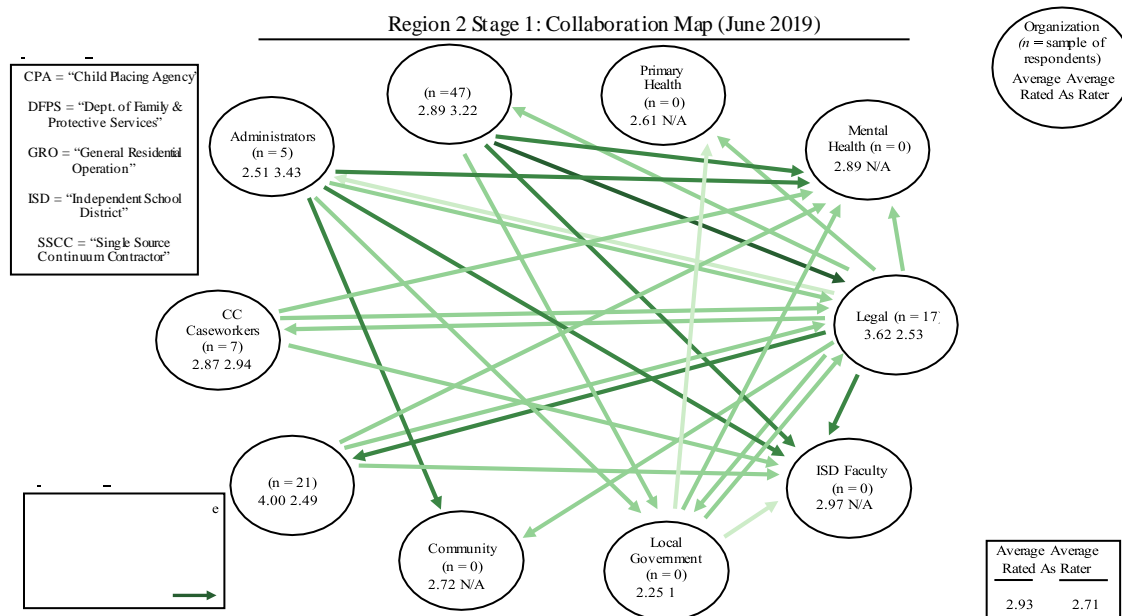 Region 2 Stage 1: Collaboration Map (June 2019)
CPA = “Child Placing Agency”
DFPS = “Dept. of Family &
Protective Services”
GRO = “General Residential
Operation”
ISD = “Independent School
District”
SSCC = “Single Source
Continuum Contractor”
Organization
(n = sample of
respondents)
Average Average
Rated As Rater
(n = 47)
2.89 3.22
Primary
Health
(n = 0)
2.61 N/A
Administrators
(n = 5)
2.51 3.43
Mental
Health (n = 0)
2.89 N/A
CC
Caseworkers
(n = 7)
2.87 2.94
Legal (n = 17)
3.62 2.53
(n = 21)
4.00 2.49
ISD Faculty
(n = 0)
2.97 N/A
Community
(n = 0)
2.72 N/A
Local
Government
(n = 0)
2.25 1
e
Average Average
Rated As Rater
2.93 2.71